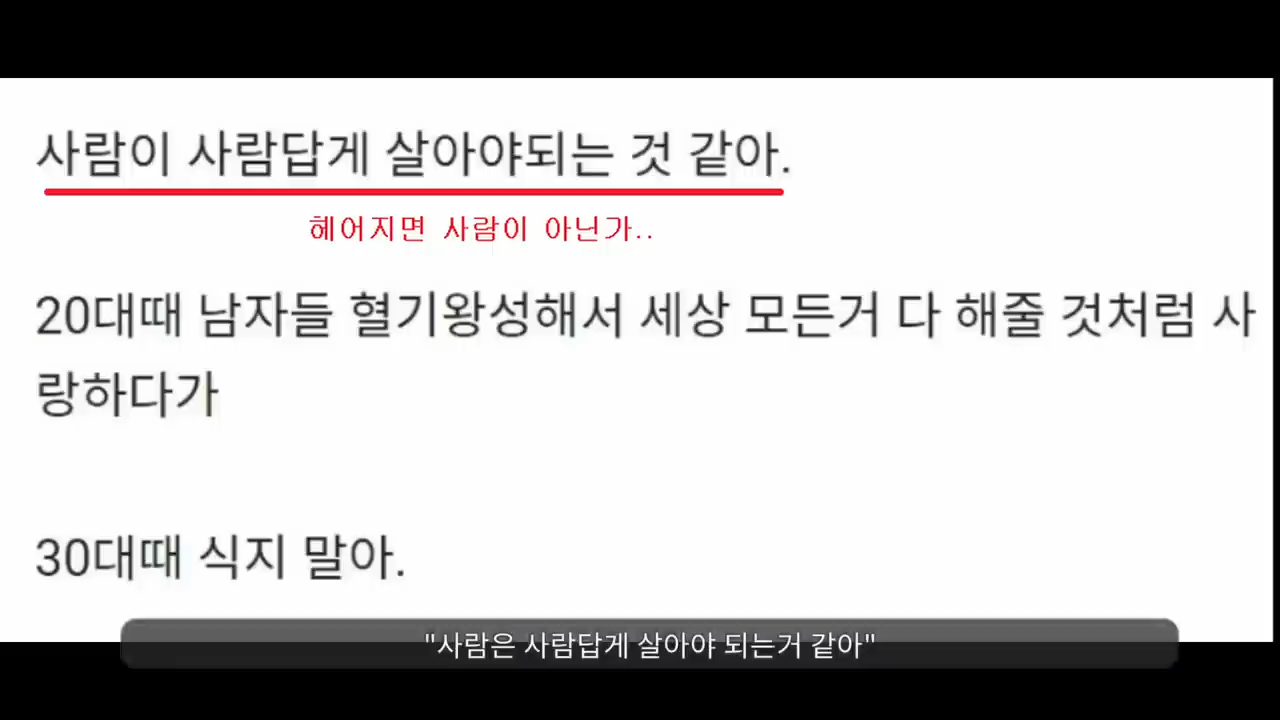 사람이 사람답게 살아야되는 것 같아.
헤어지면 사람이 아닌가..
20대때 남자들 혈기왕성해서 세상 모든거 다 해줄 것처럼 사
랑하다가
30대때 식지 말아.
"사람은 사람답게 살아야 되는거 같아"